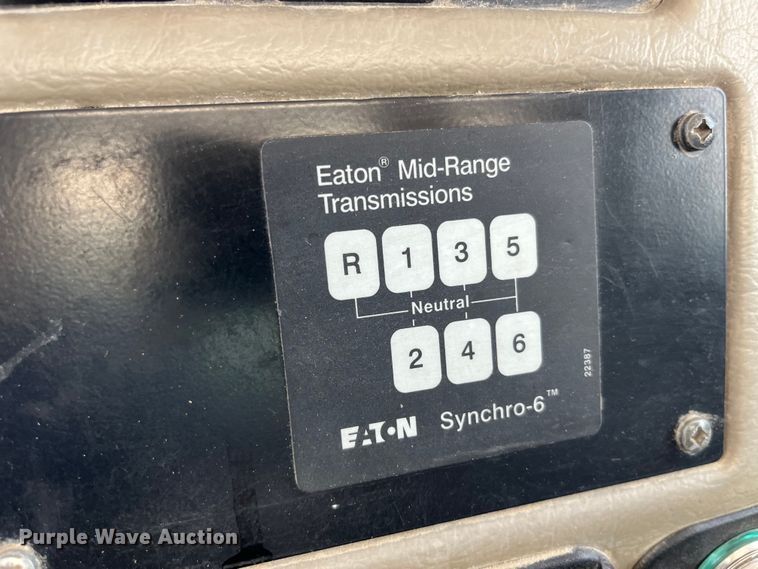 Eaton® Mid-Range
Transmissions
R 1 3 5
Neutral
2 4 6
22387
EATON Synchro-6™
Purple Wave Auction